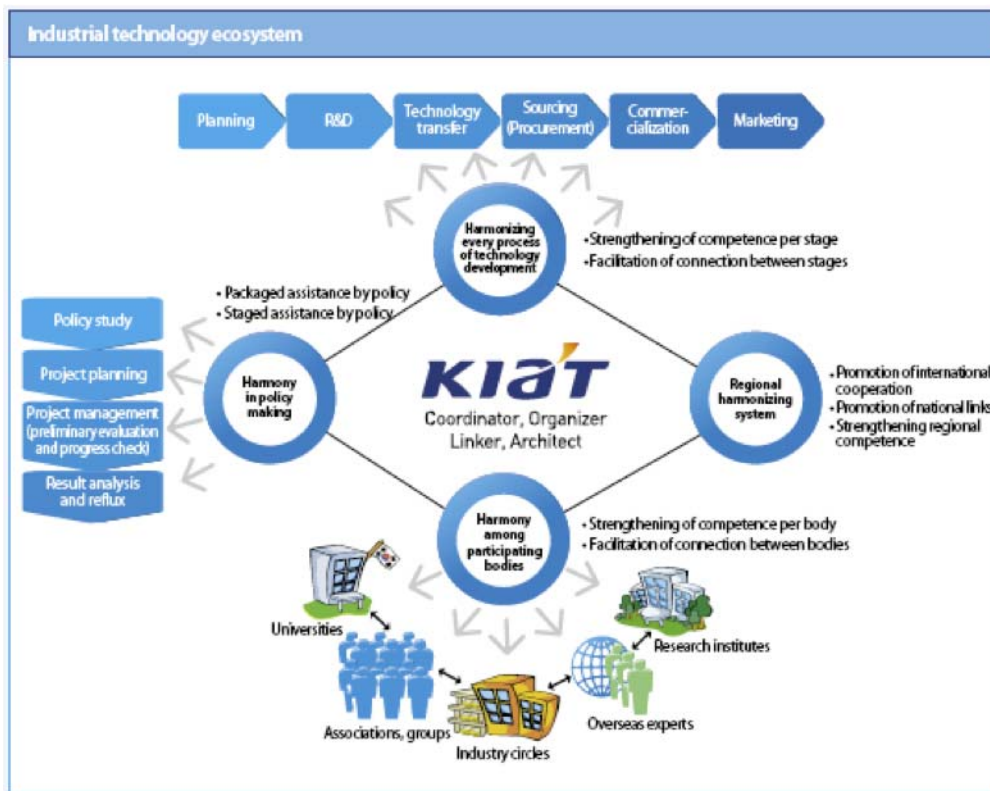 Industrial technology ecosystem
Planning
R&D
Technology
transfer
Sourcing
(Procurement)
Commer-
cialization
Marketing
Harmonizing
every process
of technology
development
•Strengthening of competence per stage
•Facilitation of connection between stages
• Packaged assistance by policy
• Staged assistance by policy
Policy study
Project planning
Project management
(preliminary evaluation
and progress check)
Result analysis
and reflux
Harmony
in policy
making
KIAT
Coordinator, Organizer
Linker, Architect
Regional
harmonizing
system
•Promotion of international
cooperation
•Promotion of national links
•Strengthening regional
competence
Harmony
among
participating
bodies
•Strengthening of competence per body
•Facilitation of connection between bodies
Universities
Associations, groups
Industry circles
Overseas experts
Research institutes